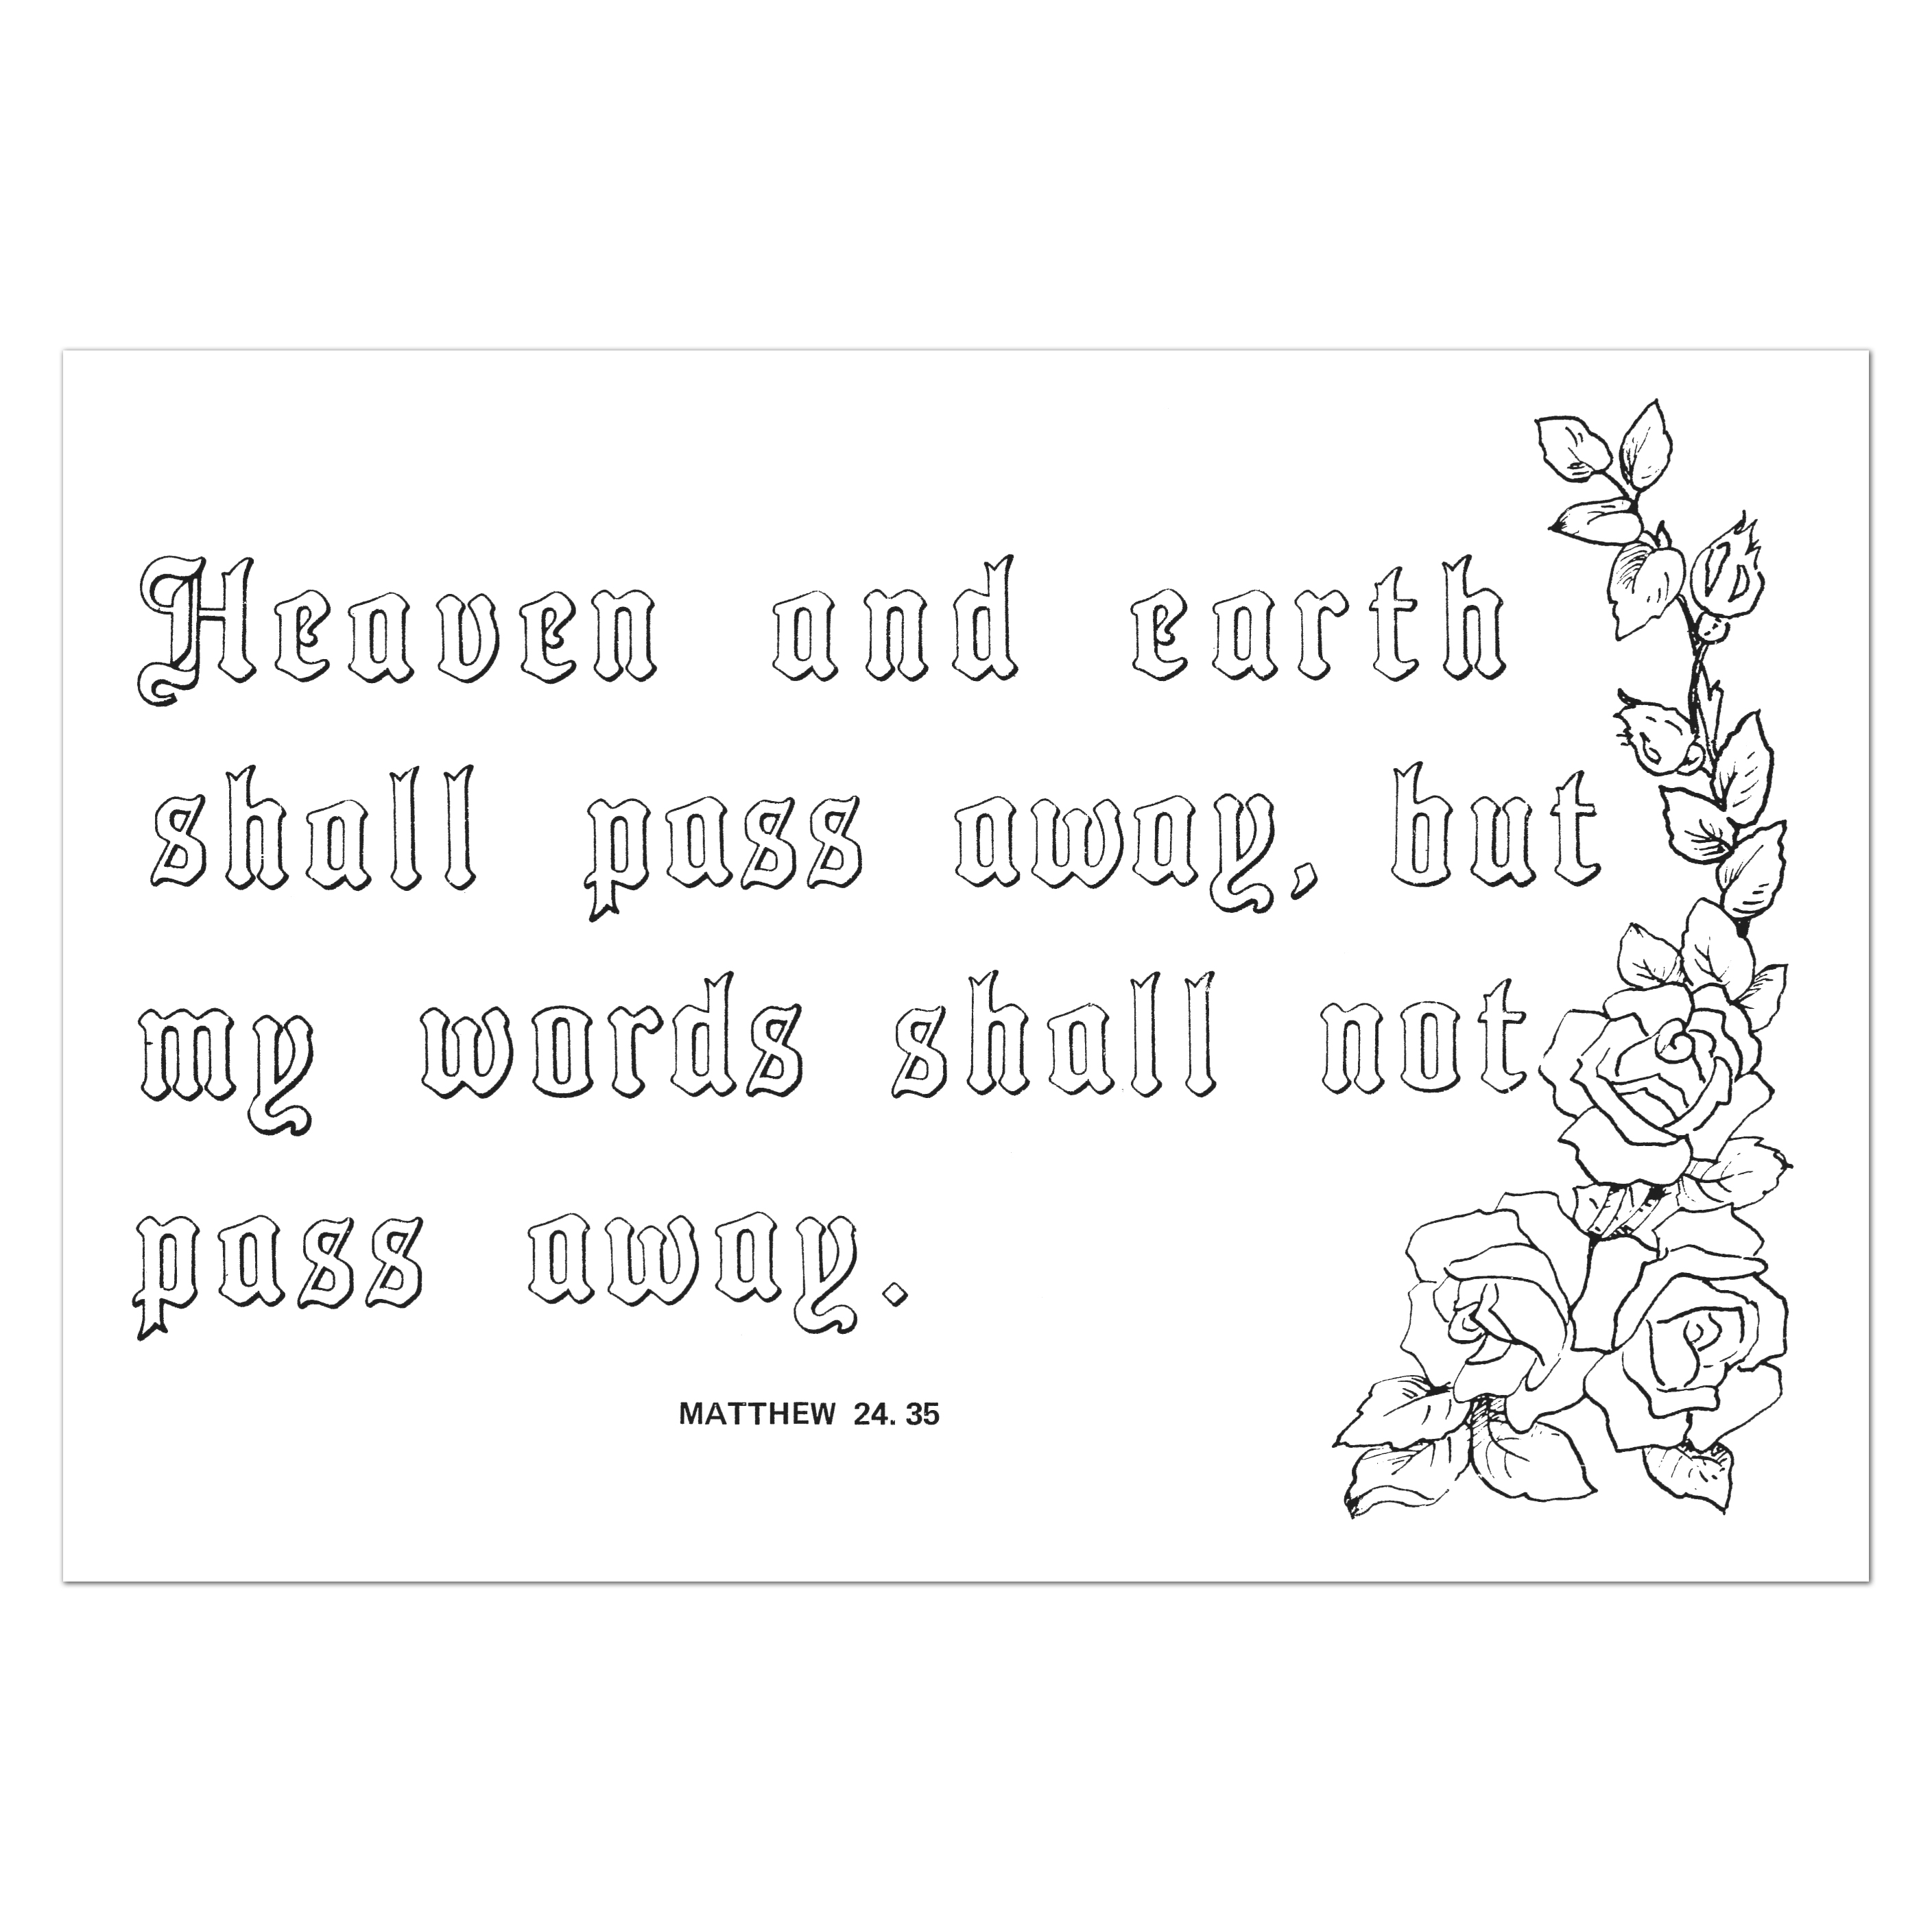 Heaven and earth
shall pass away, but
my words shall not
pass away.
MATTHEW 24. 35